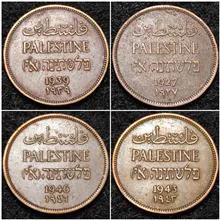 فلسطين
PALESTINE
פלשתינה א״י
1939
١٩٣٩
فلسطين
PALESTINE
פלשתינה א״י
1927
١٩٢٧
فلسطين
PALESTINE
פלשתינה א״י
1946
١٩٤٦
فلسطين
PALESTINE
פלשתינה א״י
1943
١٩٤٣